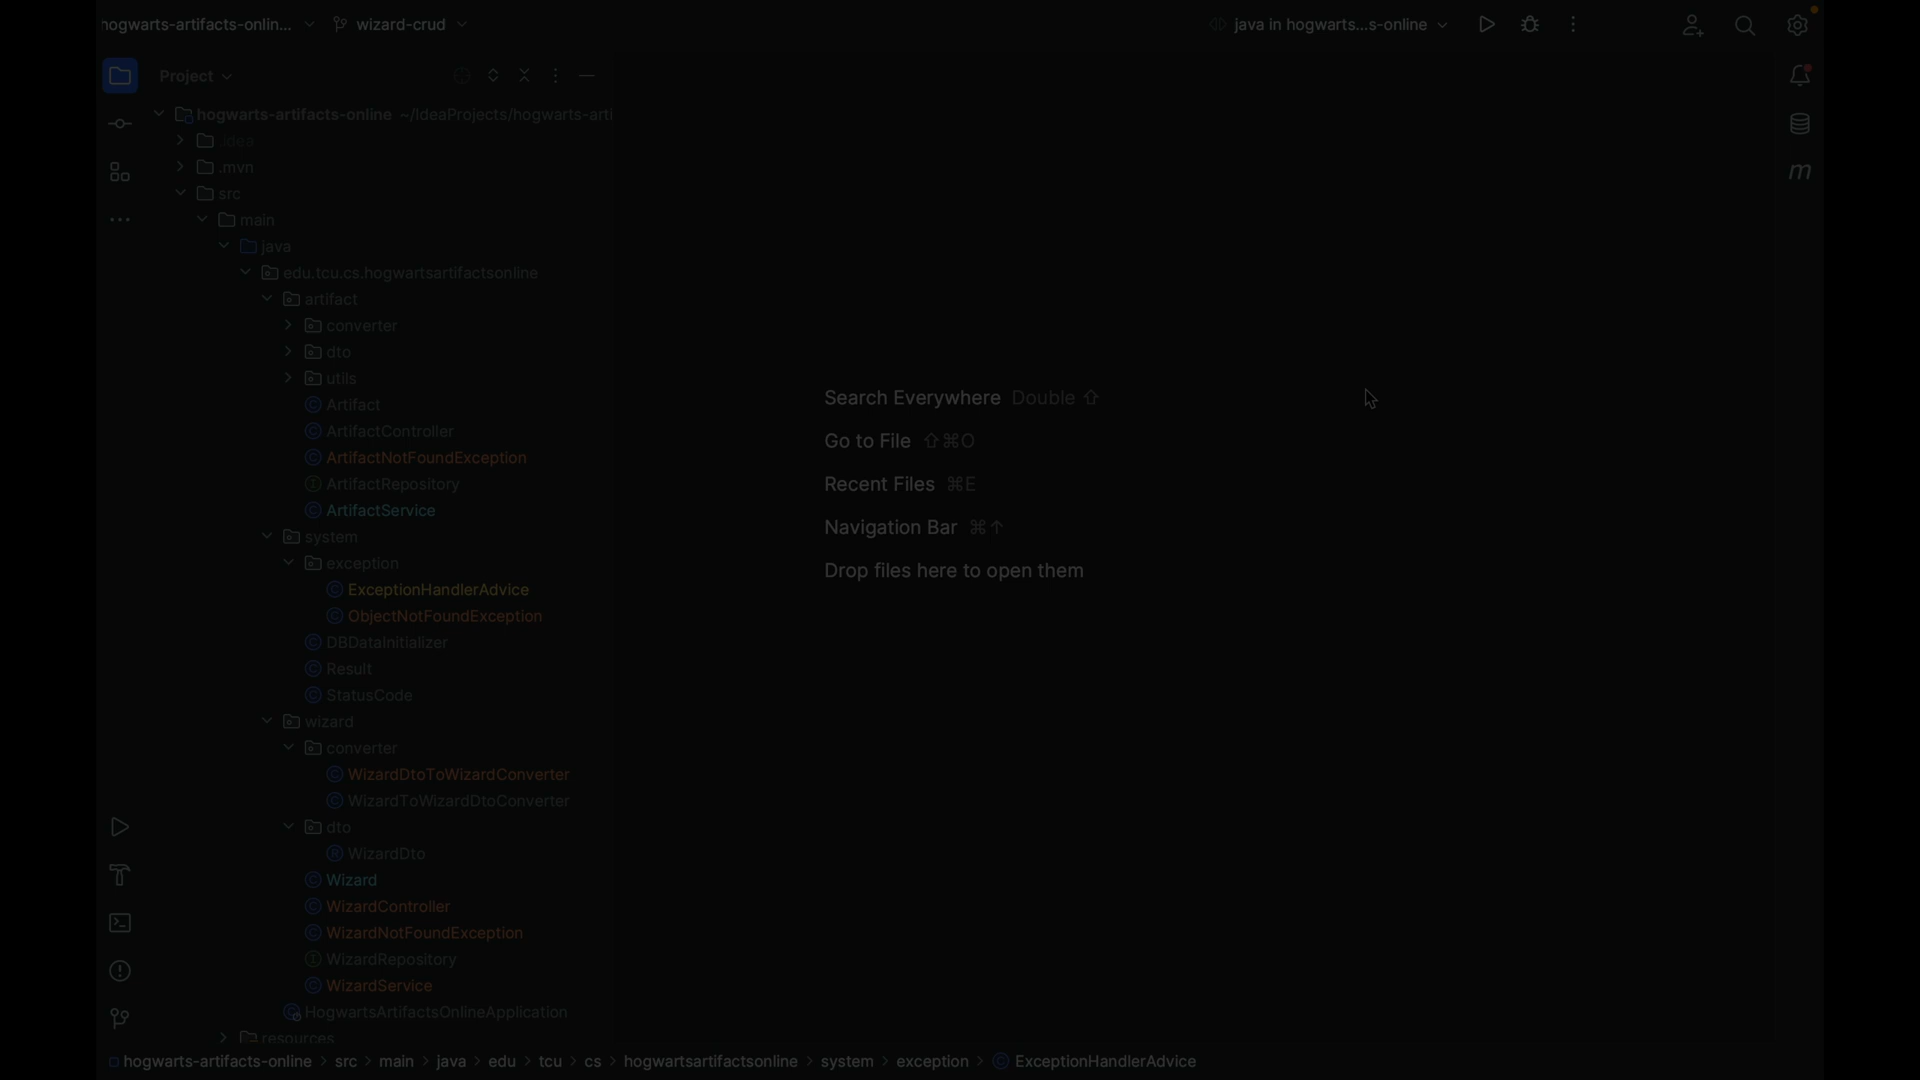 hogwarts-artifacts-onlin...
wizard-crud
java in hogwarts...s-online
Project
hogwarts-artifacts-online ~/IdeaProjects/hogwarts-arti
.idea
.mvn
src
main
java
edu.tcu.cs.hogwartsartifactsonline
artifact
converter
dto
utils
Artifact
ArtifactController
ArtifactNotFoundException
ArtifactRepository
ArtifactService
system
exception
ExceptionHandlerAdvice
ObjectNotFoundException
DBDataInitializer
Result
StatusCode
wizard
converter
WizardDtoToWizardConverter
WizardToWizardDtoConverter
dto
WizardDto
Wizard
WizardController
WizardNotFoundException
WizardRepository
WizardService
HogwartsArtifactsOnlineApplication
resources
Search Everywhere Double ⇧
Go to File ⇧⌘O
Recent Files ⌘E
Navigation Bar ⌘↑
Drop files here to open them
m
hogwarts-artifacts-online > src > main > java > edu > tcu > cs > hogwartsartifactsonline > system > exception > ExceptionHandlerAdvice